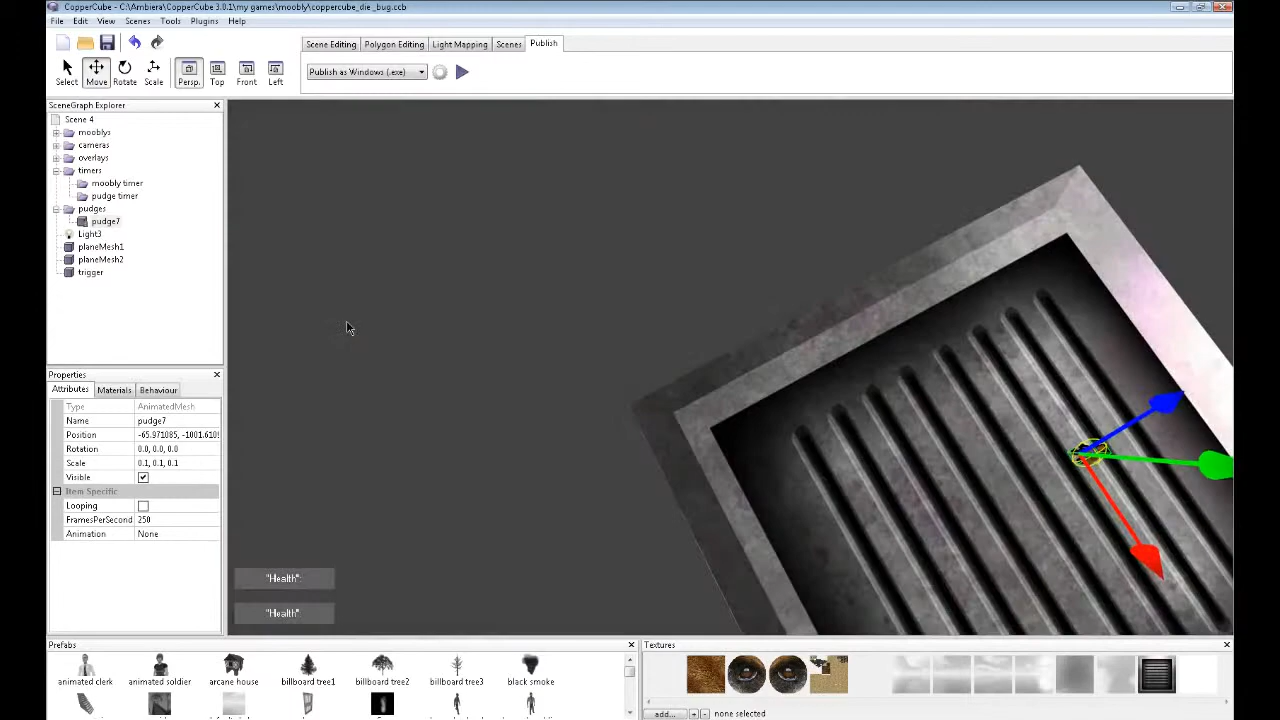 CopperCube - C:\Ambiera\CopperCube 3.0.1\my games\moobly\coppercube_die_bug.ccb
File Edit View Scenes Tools Plugins Help
Scene Editing Polygon Editing Light Mapping Scenes Publish
Select Move Rotate Scale Persp. Top Front Left
Publish as Windows (.exe)
SceneGraph Explorer
Scene 4
mooblys
cameras
overlays
timers
moobly timer
pudge timer
pudges
pudge7
Light3
planeMesh1
planeMesh2
trigger
Properties
Attributes Materials Behaviour
Type AnimatedMesh
Name pudge7
Position -65.971085, -1001.610
Rotation 0.0, 0.0, 0.0
Scale 0.1, 0.1, 0.1
Visible
Item Specific
Looping
FramesPerSecond 250
Animation None
"Health":
"Health"
Prefabs
animated clerk animated soldier arcane house billboard tree1 billboard tree2 billboard tree3 black smoke
Textures
add... + - none selected